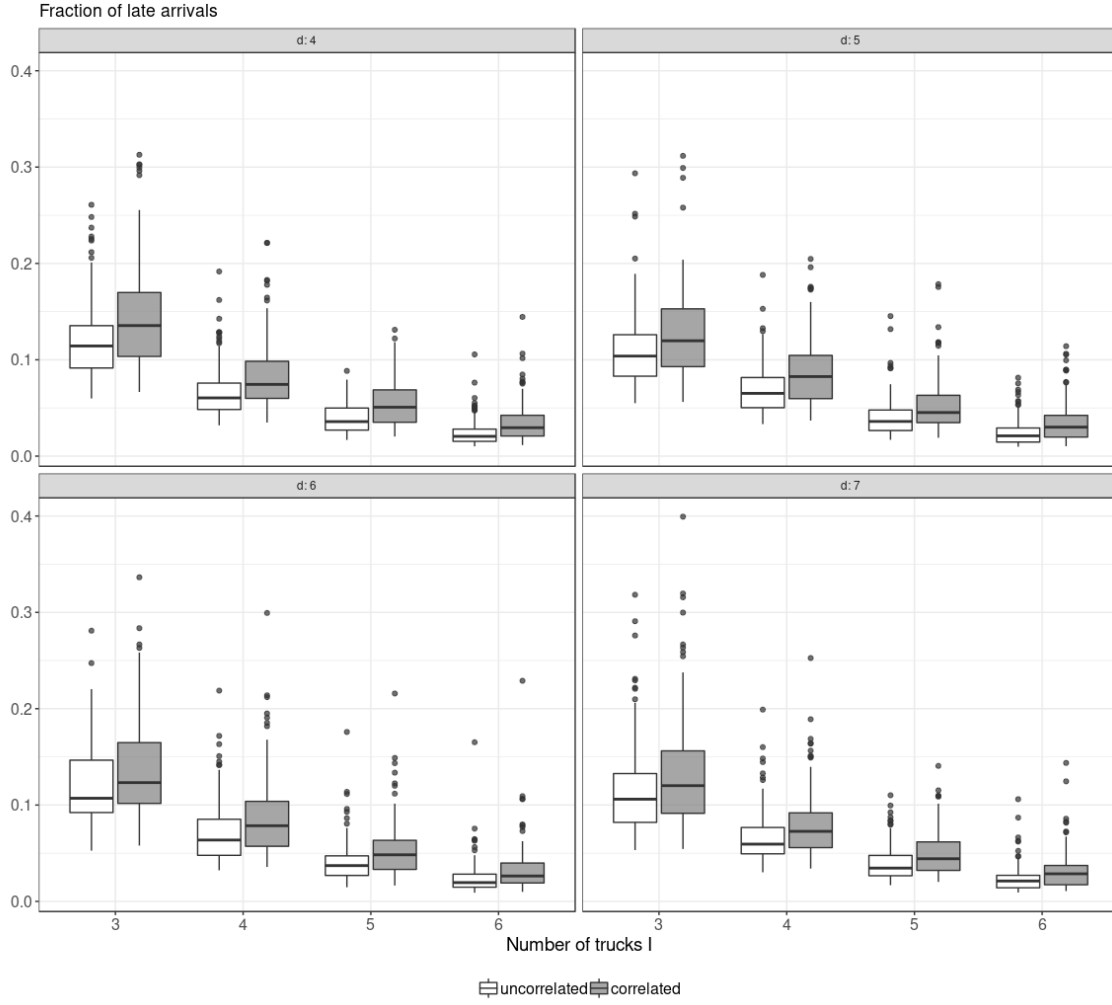 Fraction of late arrivals
d: 4
d: 5
0.4
0.3
0.2
0.1
0.0
d: 6
d: 7
0.4
0.3
0.2
0.1
0.0
3 4 5 6 3 4 5 6
Number of trucks I
uncorrelated correlated